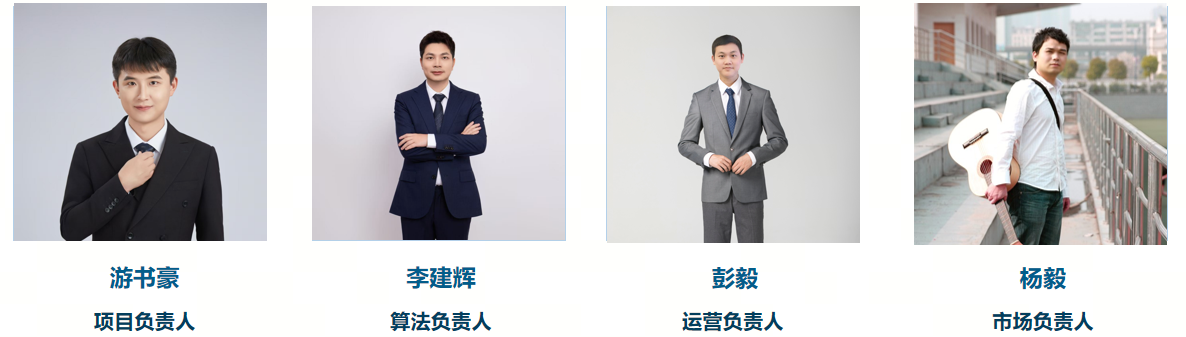 游书豪
项目负责人
李建辉
算法负责人
彭毅
运营负责人
杨毅
市场负责人